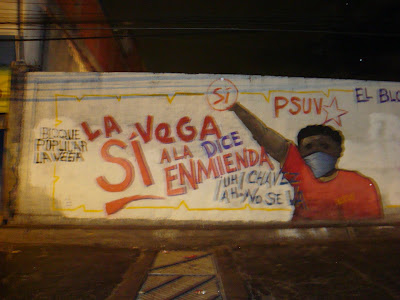 BLOQUE
POPULAR
LA VEGA
LA VEGA
DICE
SÍ A LA
ENMIENDA
¡UH! CHAVEZ
AH NO SE VA
SÍ
PSUV
EL BLO